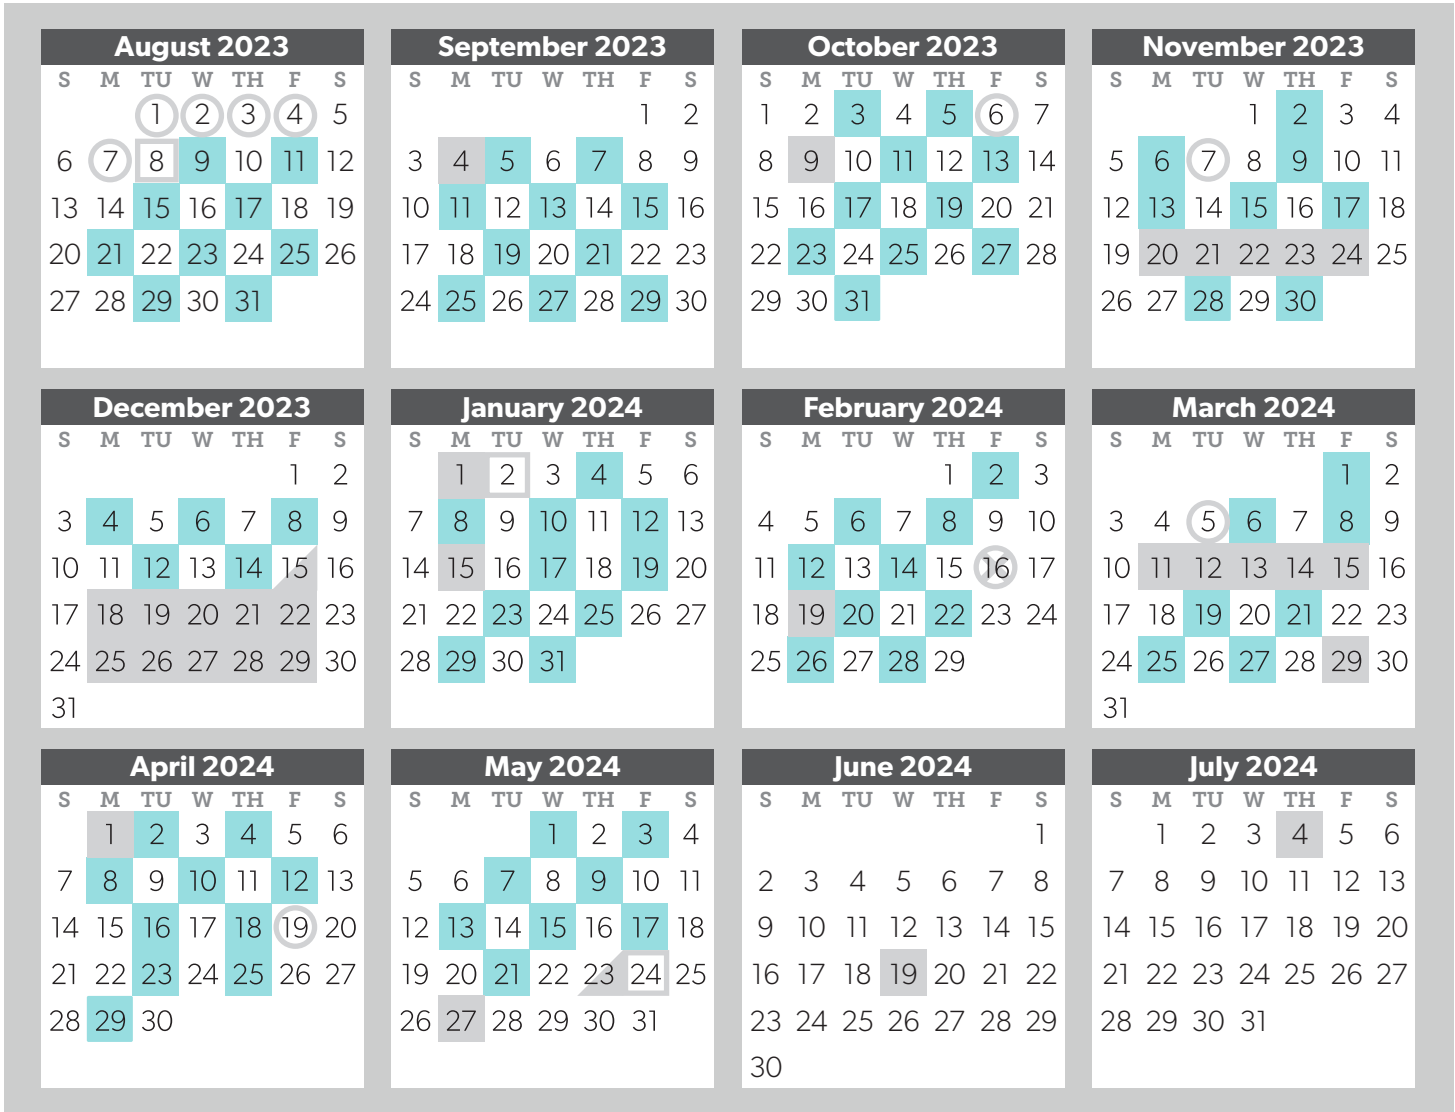 August 2023
S M TU W TH F S
1 2 3 4 5
6 7 8 9 10 11 12
13 14 15 16 17 18 19
20 21 22 23 24 25 26
27 28 29 30 31
September 2023
S M TU W TH F S
1 2
3 4 5 6 7 8 9
10 11 12 13 14 15 16
17 18 19 20 21 22 23
24 25 26 27 28 29 30
October 2023
S M TU W TH F S
1 2 3 4 5 6 7
8 9 10 11 12 13 14
15 16 17 18 19 20 21
22 23 24 25 26 27 28
29 30 31
November 2023
S M TU W TH F S
1 2 3 4
5 6 7 8 9 10 11
12 13 14 15 16 17 18
19 20 21 22 23 24 25
26 27 28 29 30
December 2023
S M TU W TH F S
1 2
3 4 5 6 7 8 9
10 11 12 13 14 15 16
17 18 19 20 21 22 23
24 25 26 27 28 29 30
31
January 2024
S M TU W TH F S
1 2 3 4 5 6
7 8 9 10 11 12 13
14 15 16 17 18 19 20
21 22 23 24 25 26 27
28 29 30 31
February 2024
S M TU W TH F S
1 2 3
4 5 6 7 8 9 10
11 12 13 14 15 16 17
18 19 20 21 22 23 24
25 26 27 28 29
March 2024
S M TU W TH F S
1 2
3 4 5 6 7 8 9
10 11 12 13 14 15 16
17 18 19 20 21 22 23
24 25 26 27 28 29 30
31
April 2024
S M TU W TH F S
1 2 3 4 5 6
7 8 9 10 11 12 13
14 15 16 17 18 19 20
21 22 23 24 25 26 27
28 29 30
May 2024
S M TU W TH F S
1 2 3 4
5 6 7 8 9 10 11
12 13 14 15 16 17 18
19 20 21 22 23 24 25
26 27 28 29 30 31
June 2024
S M TU W TH F S
1
2 3 4 5 6 7 8
9 10 11 12 13 14 15
16 17 18 19 20 21 22
23 24 25 26 27 28 29
30
July 2024
S M TU W TH F S
1 2 3 4 5 6
7 8 9 10 11 12 13
14 15 16 17 18 19 20
21 22 23 24 25 26 27
28 29 30 31